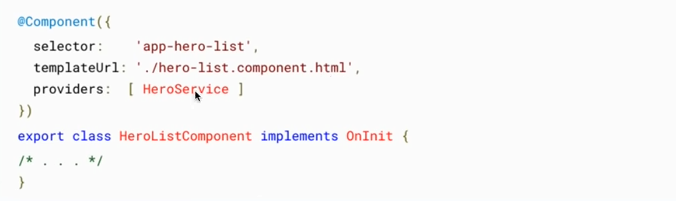 @Component({
  selector:    'app-hero-list',
  templateUrl: './hero-list.component.html',
  providers:  [ HeroService ]
})
export class HeroListComponent implements OnInit {
/* . . . */
}